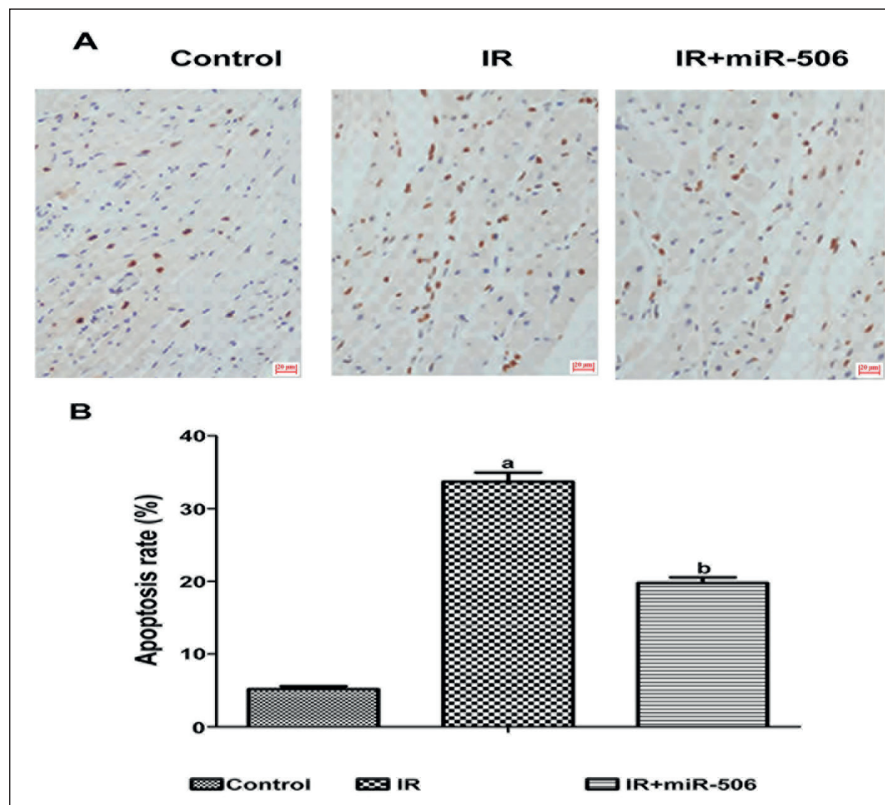 A
Control IR IR+miR-506
20 µm 20 µm 20 µm
B
Apoptosis rate (%)
40
30
20
10
0
a
b
Control IR IR+miR-506